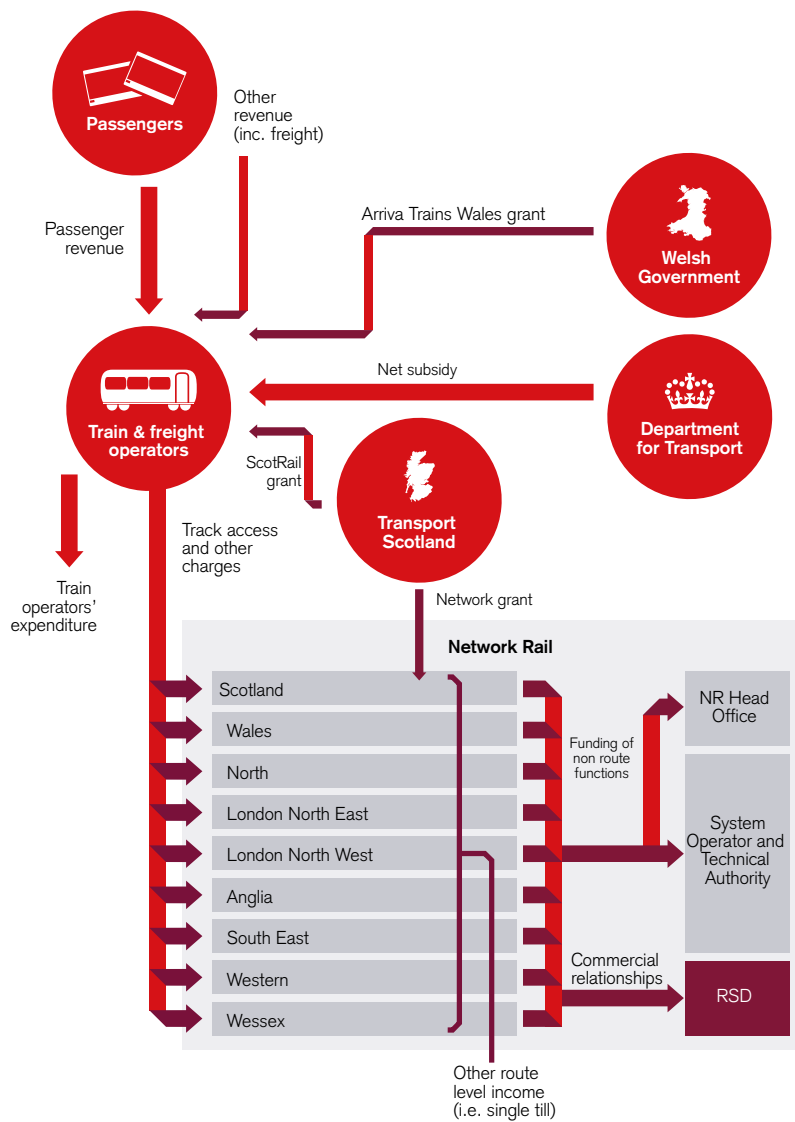 Passengers
Other
revenue
(inc. freight)
Passenger
revenue
Arriva Trains Wales grant
Welsh
Government
Net subsidy
Department
for Transport
Train & freight
operators
ScotRail
grant
Transport
Scotland
Track access
and other
charges
Train
operators'
expenditure
Network grant
Network Rail
Scotland
Wales
North
London North East
London North West
Anglia
South East
Western
Wessex
Funding of
non route
functions
NR Head
Office
System
Operator and
Technical
Authority
Commercial
relationships
RSD
Other route
level income
(i.e. single till)